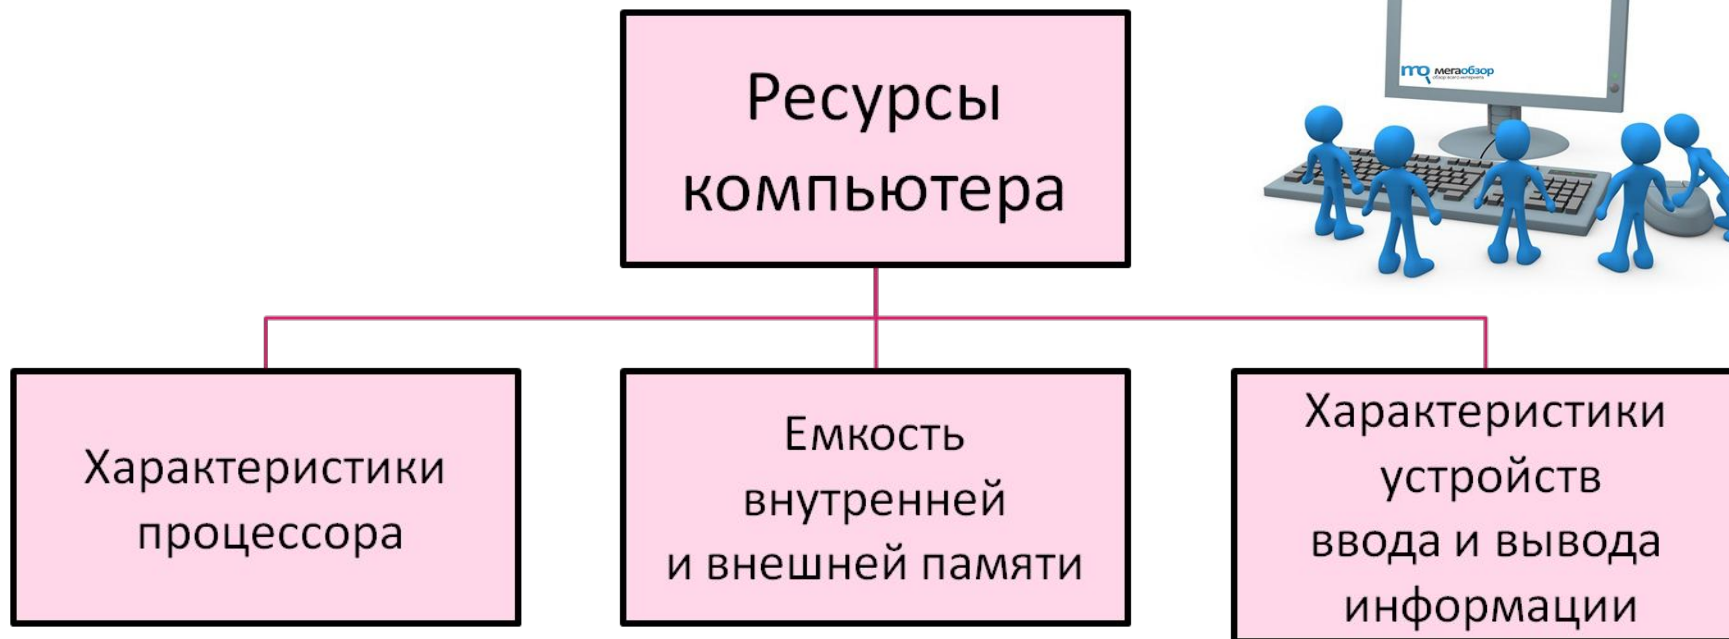 Ресурсы
компьютера
мегаобзор
Характеристики
процессора
Емкость
внутренней
и внешней памяти
Характеристики
устройств
ввода и вывода
информации